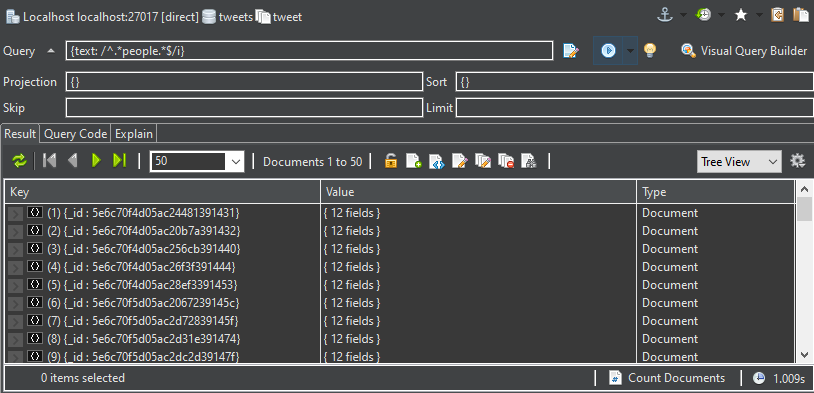 Localhost localhost:27017 [direct] tweets tweet
Query {text: /^.*people.*$/i} Visual Query Builder
Projection {} Sort {}
Skip Limit
Result Query Code Explain
50 Documents 1 to 50 Tree View
Key Value Type
(1) {_id : 5e6c70f4d05ac24481391431} { 12 fields } Document
(2) {_id : 5e6c70f4d05ac20b7a391432} { 12 fields } Document
(3) {_id : 5e6c70f4d05ac256cb391440} { 12 fields } Document
(4) {_id : 5e6c70f4d05ac26f3f391444} { 12 fields } Document
(5) {_id : 5e6c70f4d05ac28ef3391453} { 12 fields } Document
(6) {_id : 5e6c70f5d05ac2067239145c} { 12 fields } Document
(7) {_id : 5e6c70f5d05ac2d72839145f} { 12 fields } Document
(8) {_id : 5e6c70f5d05ac2d31e391474} { 12 fields } Document
(9) {_id : 5e6c70f5d05ac2dc2d39147f} { 12 fields } Document
0 items selected Count Documents 1.009s